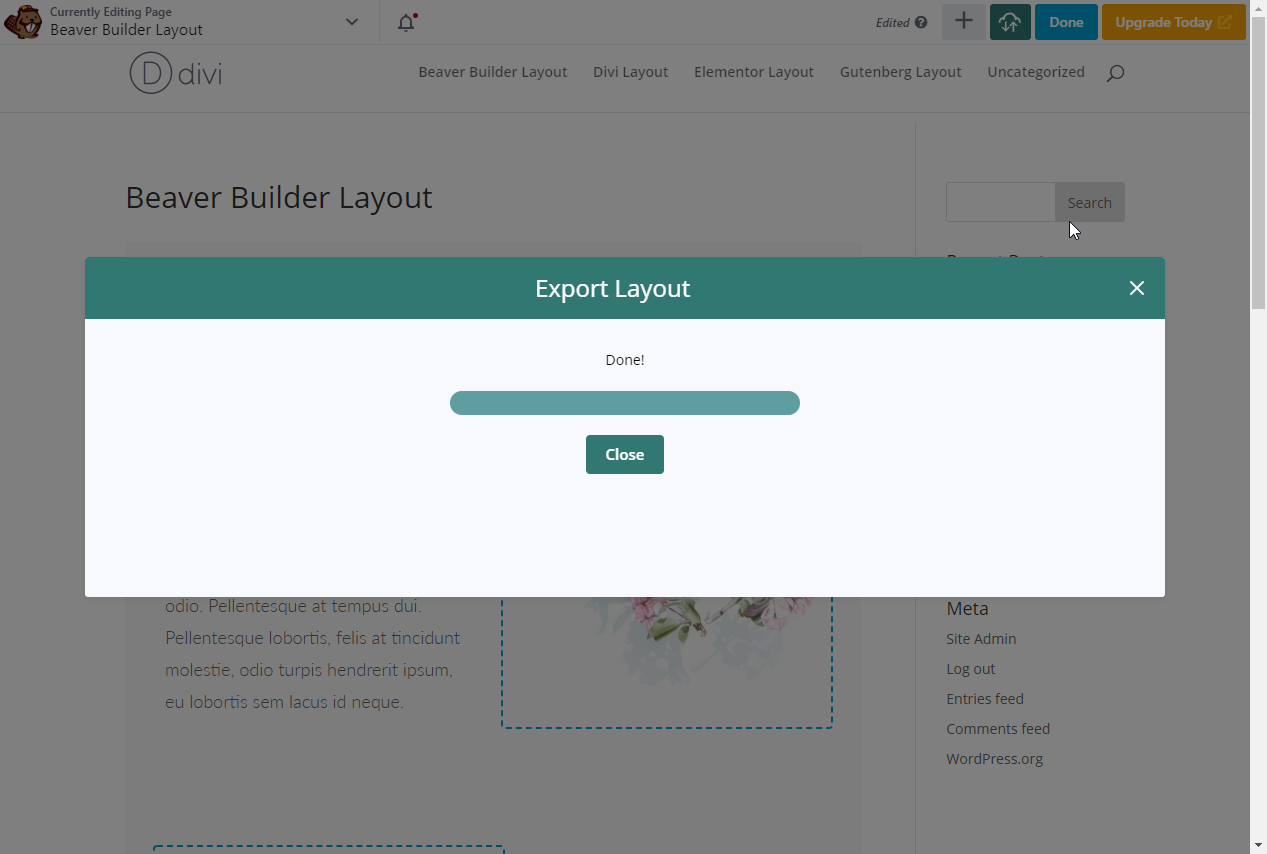 Currently Editing Page
Beaver Builder Layout
Edited
Done
Upgrade Today
divi
Beaver Builder Layout
Divi Layout
Elementor Layout
Gutenberg Layout
Uncategorized
Beaver Builder Layout
Search
Export Layout
Done!
Close
odio. Pellentesque at tempus dui.
Pellentesque lobortis, felis at tincidunt
molestie, odio turpis hendrerit ipsum,
eu lobortis sem lacus id neque.
Meta
Site Admin
Log out
Entries feed
Comments feed
WordPress.org